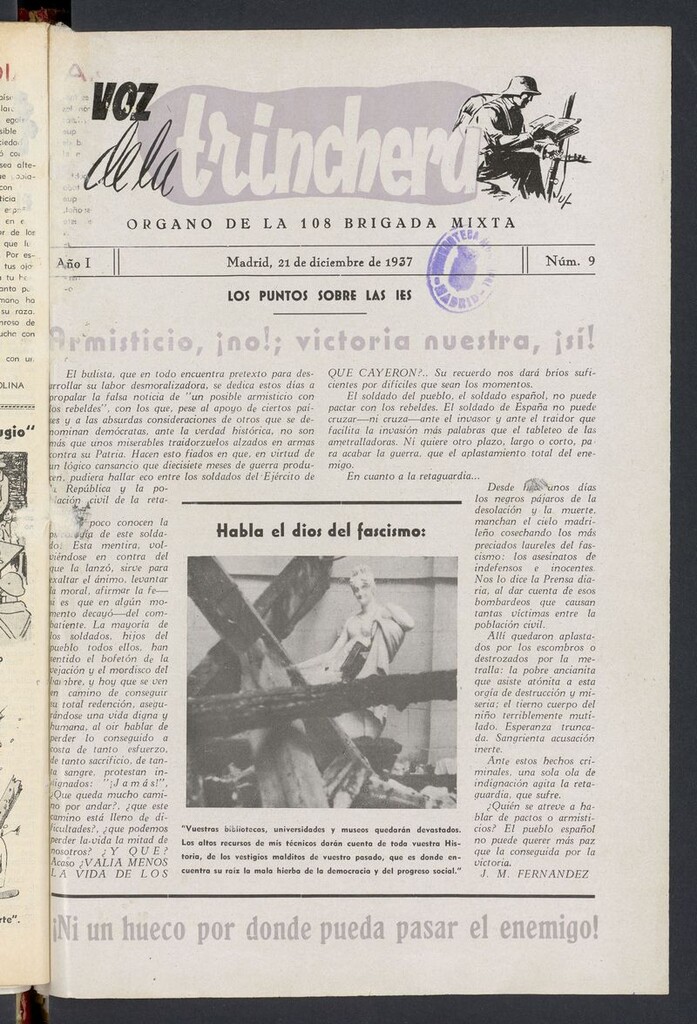 VOZ
de la
trinchera
ORGANO DE LA 108 BRIGADA MIXTA
Año I
Madrid, 21 de diciembre de 1937
Núm. 9
LOS PUNTOS SOBRE LAS IES
Armisticio, ¡no!; victoria nuestra, ¡sí!
El bulista, que en todo encuentra pretexto para des-
arrollar su labor desmoralizadora, se dedica estos días a
propalar la falsa noticia de "un posible armisticio con
los rebeldes", con los que, pese al apoyo de ciertos paí-
ses y a las absurdas consideraciones de otros que se de-
nominan demócratas, ante la verdad histórica, no son
más que unos miserables traidorzuelos alzados en armas
contra su Patria. Hacen esto fiados en que, en virtud de
un lógico cansancio que diecisiete meses de guerra produ-
cen, pudiera hallar eco entre los soldados del Ejército de
la República y la po-
blación civil de la reta-
poco conocen la
de este solda-
do! Esta mentira, vol-
viéndose en contra del
que la lanzó, sirve para
exaltar el ánimo, levantar
la moral, afirmar la fe—
si es que en algún mo-
mento decayó—del com-
batiente. La mayoría de
los soldados, hijos del
pueblo todos ellos, han
sentido el bofetón de la
vejación y el mordisco del
hambre, y hoy que se ven
en camino de conseguir
su total redención, asegu-
rándose una vida digna y
humana, al oir hablar de
perder lo conseguido a
costa de tanto esfuerzo,
de tanto sacrificio, de tan-
ta sangre, protestan in-
dignados: "¡J a m á s !"
¿Que queda mucho cami-
no por andar?, ¿que este
camino está lleno de di-
ficultades?, ¿que podemos
perder la vida la mitad de
nosotros? ¿Y Q U E ?
Acaso ¿VALIA MENOS
LA VIDA DE LOS
QUE CAYERON?.. Su recuerdo nos dará bríos sufi-
cientes por difíciles que sean los momentos.
El soldado del pueblo, el soldado español, no puede
pactar con los rebeldes. El soldado de España no puede
cruzar—ni cruza—ante el invasor y ante el traidor que
facilita la invasión más palabras que el tableteo de las
ametralladoras. Ni quiere otro plazo, largo o corto, pa-
ra acabar la guerra, que el aplastamiento total del ene-
migo.
En cuanto a la retaguardia...
Desde unos días
los negros pájaros de la
desolación y la muerte,
manchan el cielo madri-
leño cosechando los más
preciados laureles del fas-
cismo: los asesinatos de
indefensos e inocentes.
Nos lo dice la Prensa dia-
ria, al dar cuenta de esos
bombardeos que causan
tantas víctimas entre la
población civil.
Allí quedaron aplasta-
dos por los escombros o
destrozados por la me-
tralla: la pobre ancianita
que asiste atónita a esta
orgía de destrucción y mi-
seria; el tierno cuerpo del
niño terriblemente muti-
lado. Esperanza trunca-
da. Sangrienta acusación
inerte.
Ante estos hechos cri-
minales, una sola ola de
indignación agita la reta-
guardia, que sufre.
¿Quién se atreve a ha-
blar de pactos o armisti-
cios? El pueblo español
no puede querer más paz
que la conseguida por la
victoria.
J. M. FERNANDEZ
Habla el dios del fascismo:
"Vuestras bibliotecas, universidades y museos quedarán devastados.
Los altos recursos de mis técnicos darán cuenta de toda vuestra His-
toria, de los vestigios malditos de vuestro pasado, que es donde en-
cuentra su raíz la mala hierba de la democracia y del progreso social."
¡Ni un hueco por donde pueda pasar el enemigo!